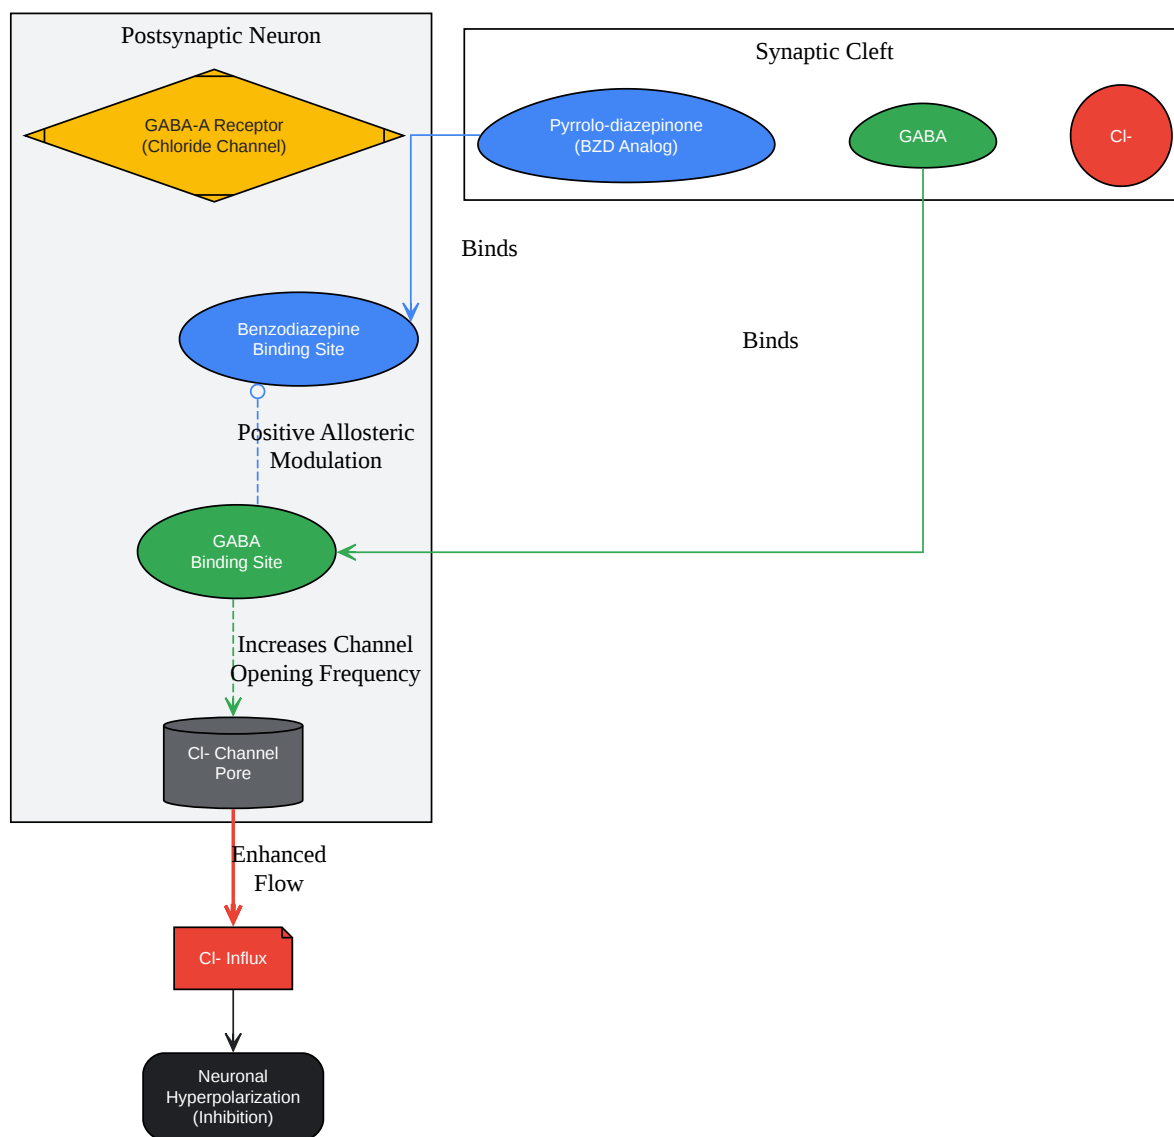 Postsynaptic Neuron
Synaptic Cleft
GABA-A Receptor
(Chloride Channel)
Pyrrolo-diazepinone
(BZD Analog)
GABA
Cl-
Binds
Benzodiazepine
Binding Site
Binds
Positive Allosteric
Modulation
GABA
Binding Site
Increases Channel
Opening Frequency
Cl- Channel
Pore
Enhanced
Flow
Cl- Influx
Neuronal
Hyperpolarization
(Inhibition)